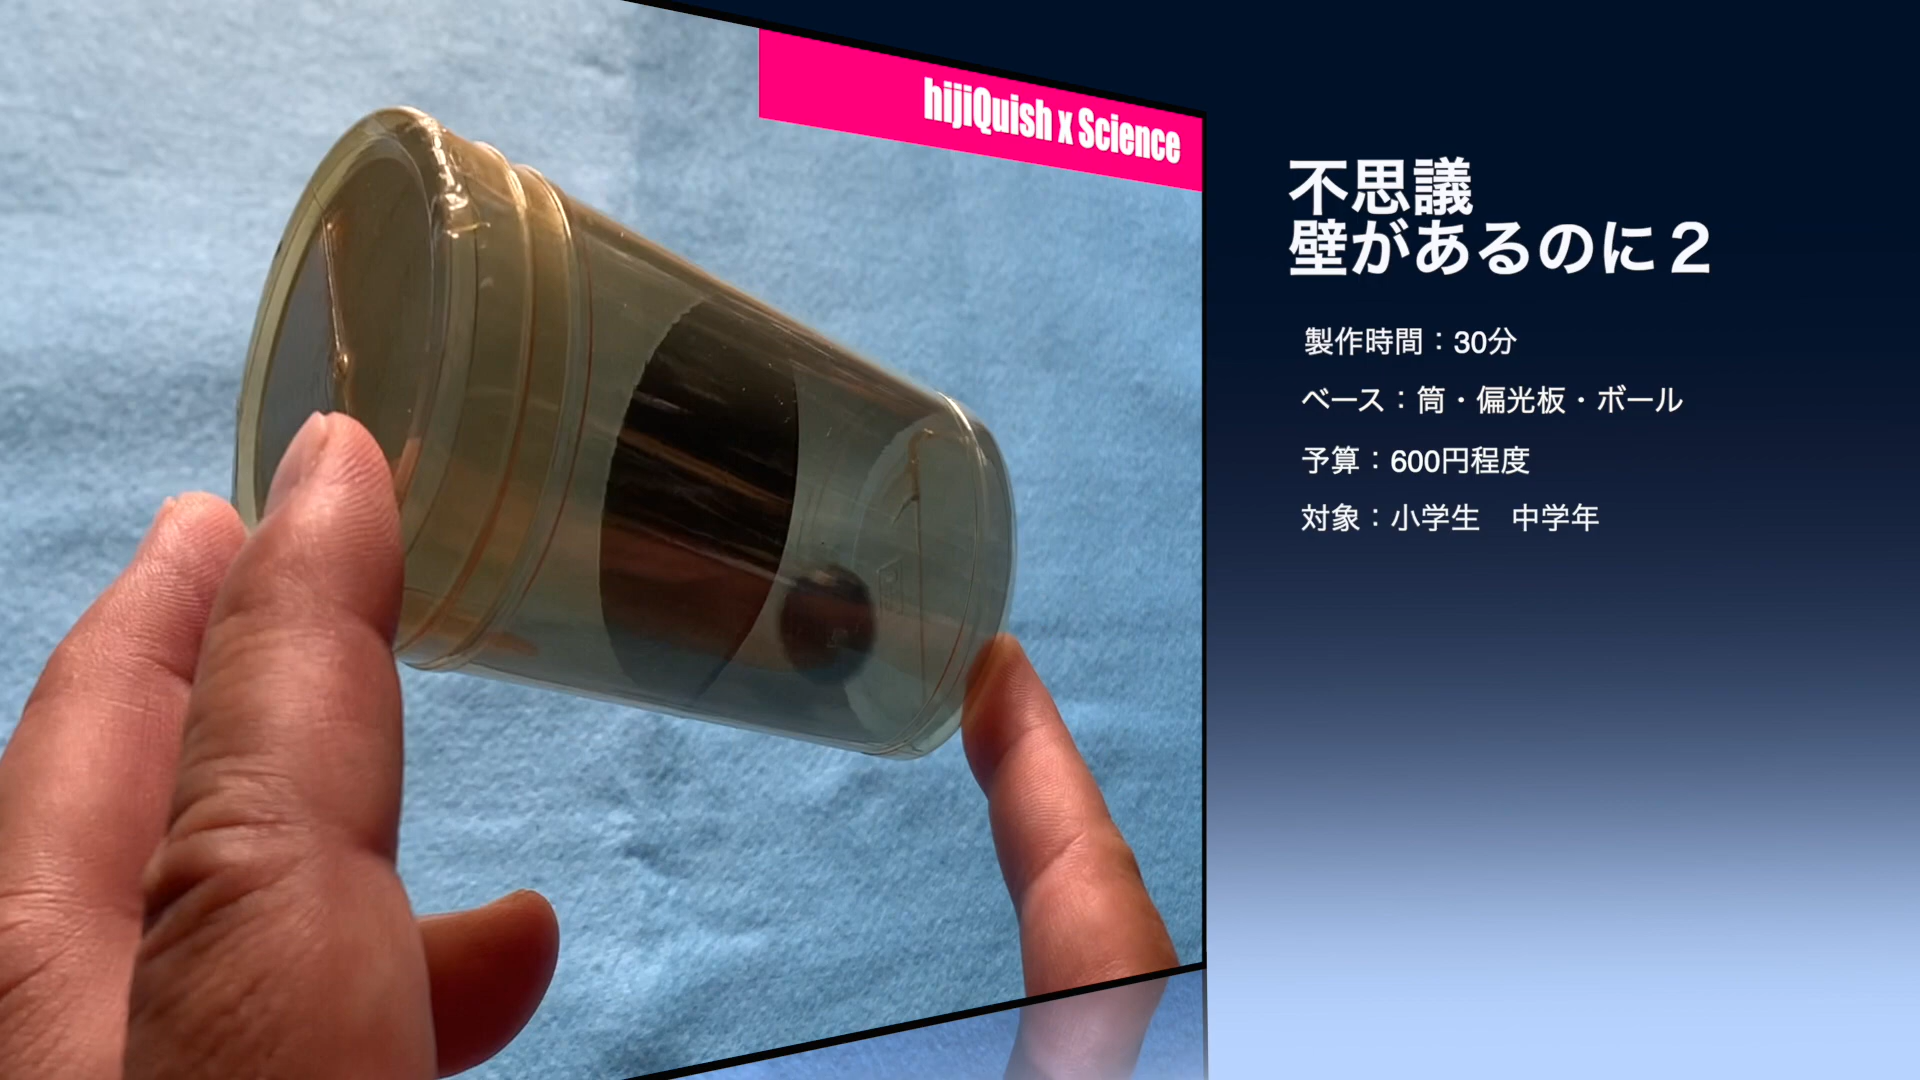 hijiQuish x Science
不思議
壁があるのに２
製作時間：30分
ベース：筒・偏光板・ボール
予算：600円程度
対象：小学生　中学年